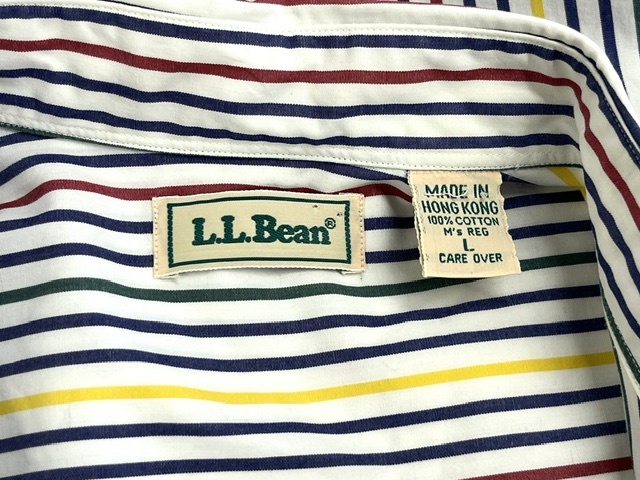 L.L.Bean®
MADE IN
HONG KONG
100% COTTON
M's REG
L
CARE OVER